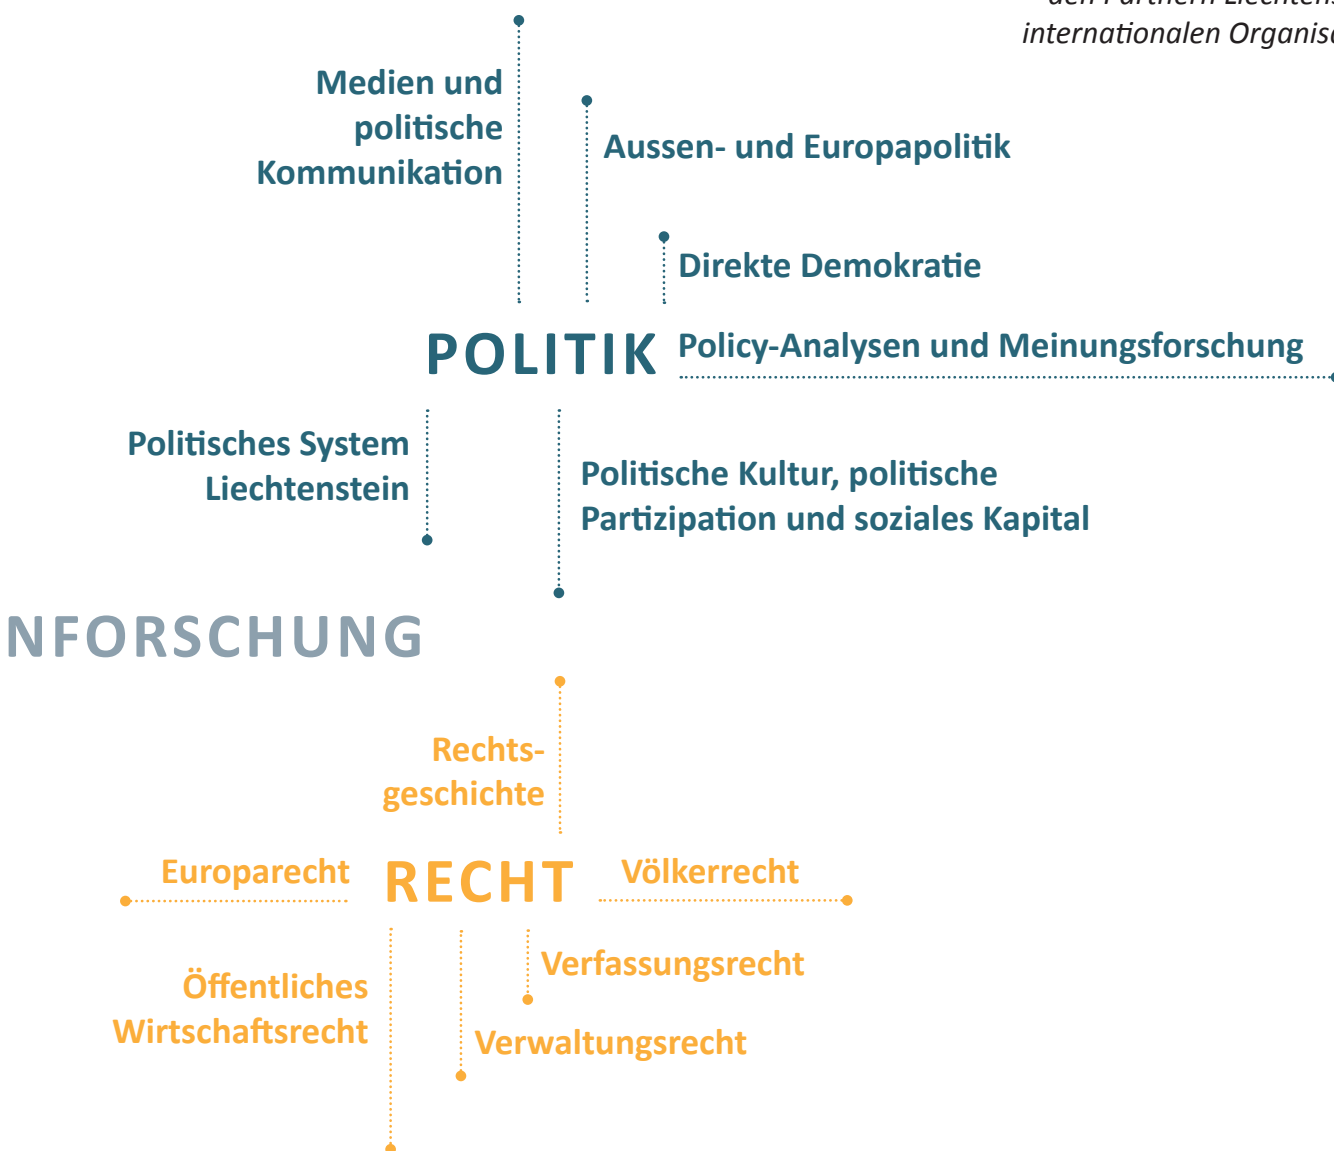 internationalen
Medien und
politische
Kommunikation
Aussen- und Europapolitik
Direkte Demokratie
POLITIK
Policy-Analysen und Meinungsforschung
Politisches System
Liechtenstein
Politische Kultur, politische
Partizipation und soziales Kapital
NFORSCHUNG
Rechts-
geschichte
Europarecht
RECHT
Völkerrecht
Öffentliches
Wirtschaftsrecht
Verfassungsrecht
Verwaltungsrecht